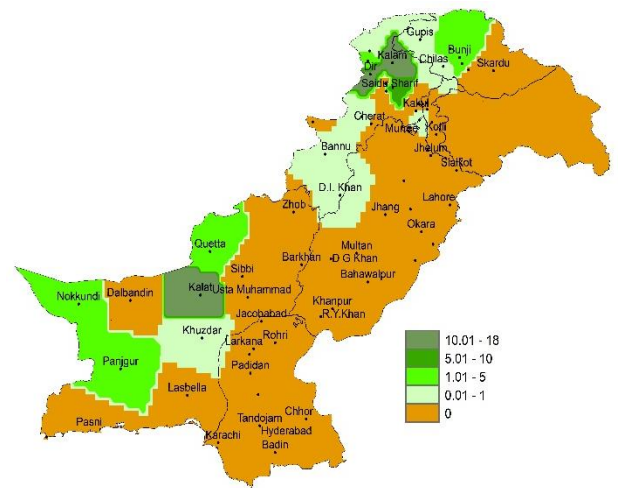 Gupis
Kalam
Bunji
Chilas
Skardu
Dir
Saidu Sharif
Kakul
Cherat
Murree
Kotli
Bannu
Jhelum
Sialkot
D.I. Khan
Zhob
Jhang
Lahore
Okara
Quetta
Multan
Barkhan
D G Khan
Sibbi
Bahawalpur
Nokkundi
Dalbandin
Kalat
Usta Muhammad
Khanpur
Jacobabad
R.Y.Khan
Khuzdar
Larkana
Rohri
Panjgur
Padidan
Lasbella
Pasni
Tandojam
Chhor
Hyderabad
Karachi
Badin
10.01 - 18
5.01 - 10
1.01 - 5
0.01 - 1
0